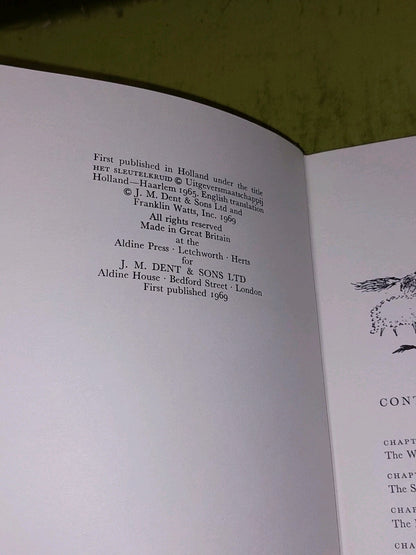 First published in Holland under the title
HET SLEUTELKRUID © Uitgeversmaatschappij
Holland—Haarlem 1965. English translation
© J. M. Dent & Sons Ltd and
Franklin Watts, Inc. 1969
All rights reserved
Made in Great Britain
at the
Aldine Press · Letchworth · Herts
for
J. M. DENT & SONS LTD
Aldine House · Bedford Street · London
First published 1969
CONT
CHAPT
The W
CHAPT
The S
CHAP
The
CHA